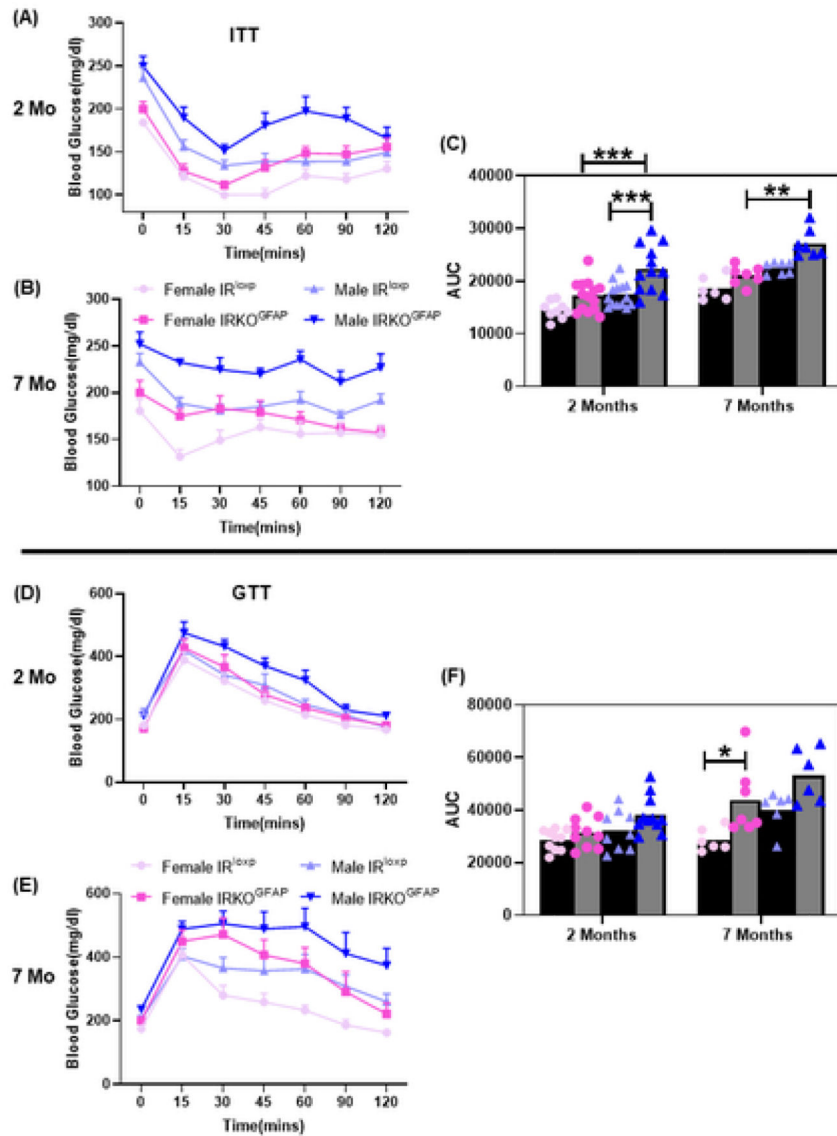 (A)
ITT
2 Mo
Blood Glucose(mg/dl)
300
250
200
150
100
0 15 30 45 60 90 120
Time(mins)
(B)
Female IR^loxp Male IR^loxp
Female IRKO^GFAP Male IRKO^GFAP
7 Mo
Blood Glucose(mg/dl)
300
250
200
150
100
0 15 30 45 60 90 120
Time(mins)
(C)
AUC
40000
30000
20000
10000
0
***
***
**
2 Months 7 Months
(D)
GTT
2 Mo
Blood Glucose(mg/dl)
600
400
200
0
0 15 30 45 60 90 120
Time(mins)
(E)
Female IR^loxp Male IR^loxp
Female IRKO^GFAP Male IRKO^GFAP
7 Mo
Blood Glucose(mg/dl)
600
400
200
0
0 15 30 45 60 90 120
Time(mins)
(F)
AUC
80000
60000
40000
20000
0
*
2 Months 7 Months